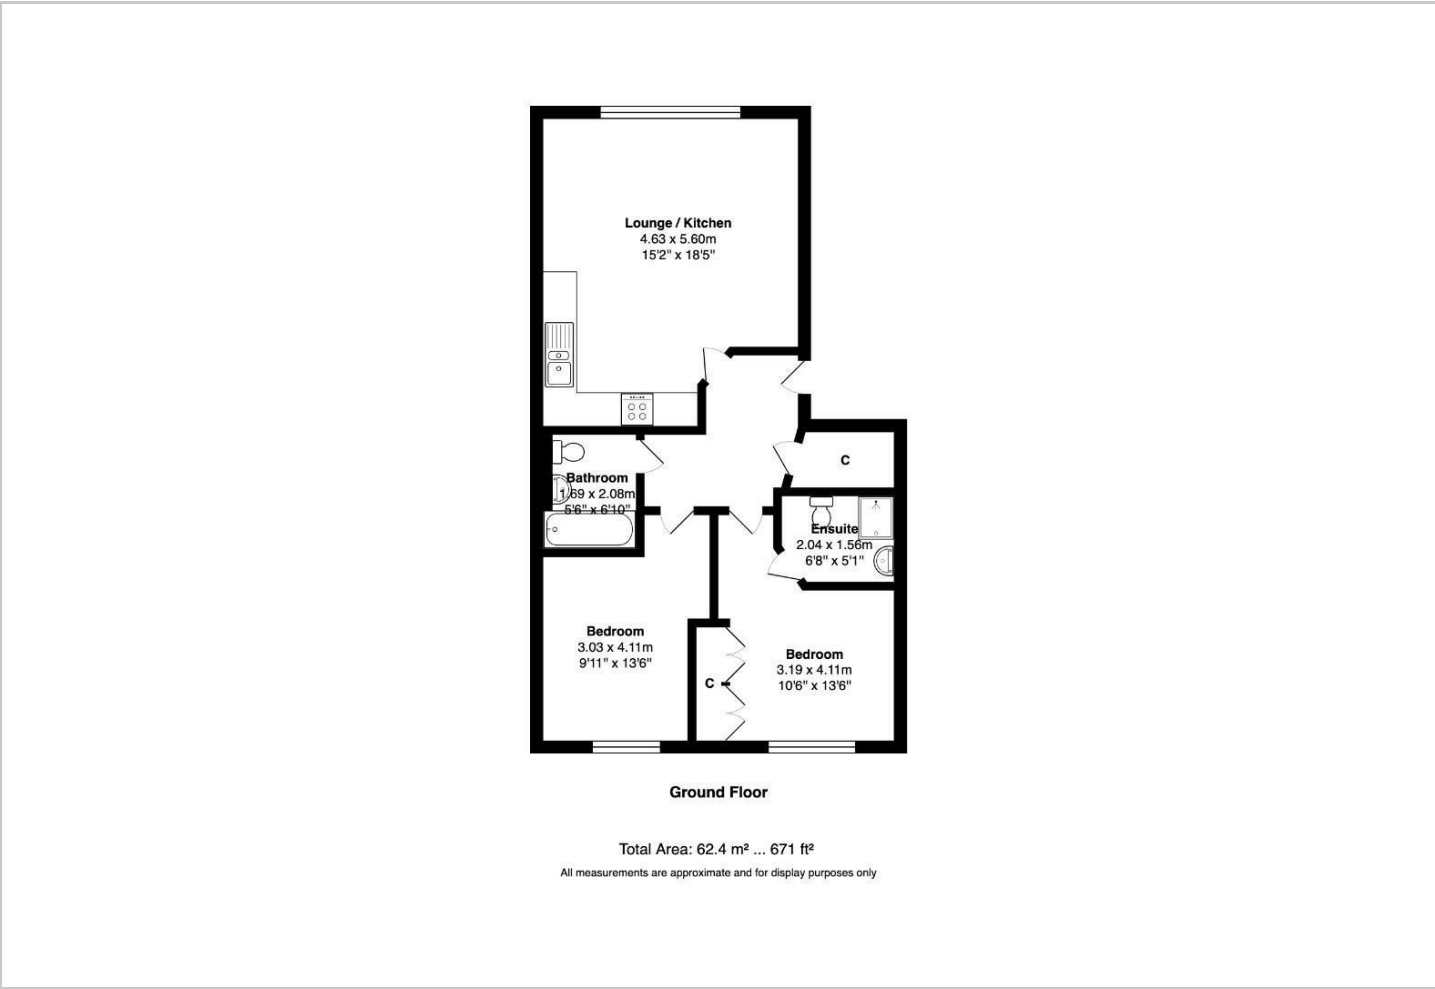 Lounge / Kitchen
4.63 x 5.60m
15'2" x 18'5"
C
Bathroom
1.69 x 2.08m
5'6" x 6'10"
Ensuite
2.04 x 1.56m
6'8" x 5'1"
Bedroom
3.03 x 4.11m
9'11" x 13'6"
Bedroom
3.19 x 4.11m
10'6" x 13'6"
C
Ground Floor
Total Area: 62.4 m² ... 671 ft²
All measurements are approximate and for display purposes only